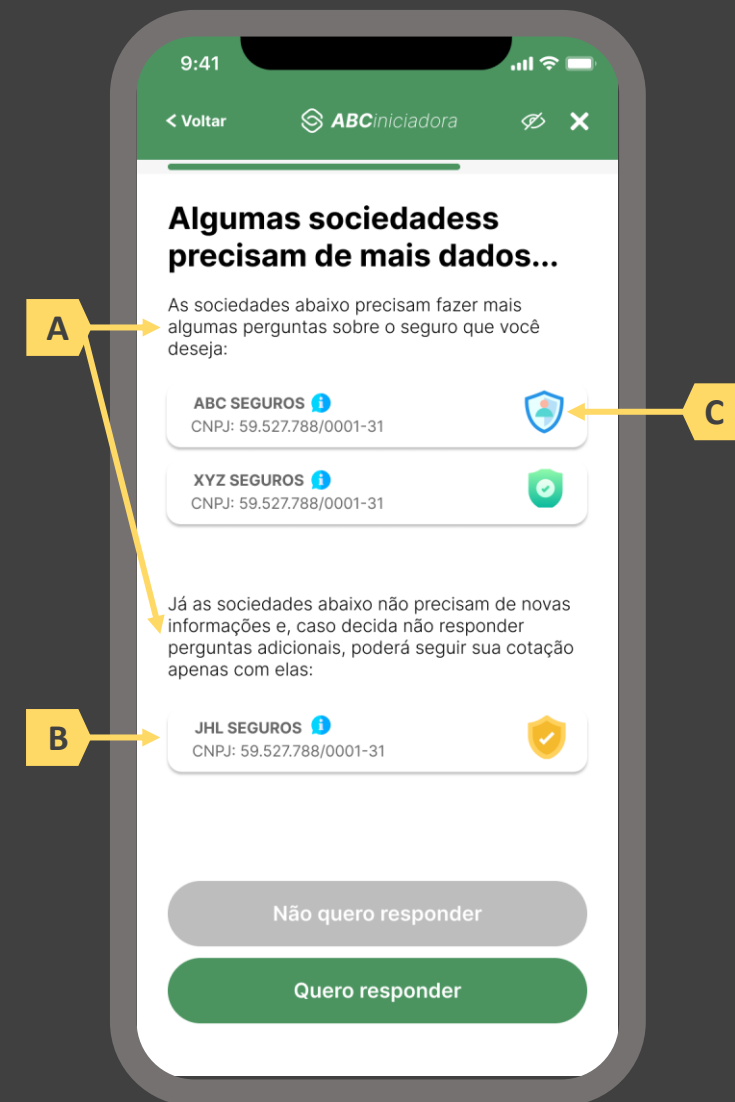 9:41
< Voltar
ABCiniciadora
Algumas sociedadess
precisam de mais dados...
As sociedades abaixo precisam fazer mais
algumas perguntas sobre o seguro que você
deseja:
A
ABC SEGUROS i
CNPJ: 59.527.788/0001-31
C
XYZ SEGUROS i
CNPJ: 59.527.788/0001-31
Já as sociedades abaixo não precisam de novas
informações e, caso decida não responder
perguntas adicionais, poderá seguir sua cotação
apenas com elas:
B
JHL SEGUROS i
CNPJ: 59.527.788/0001-31
Não quero responder
Quero responder